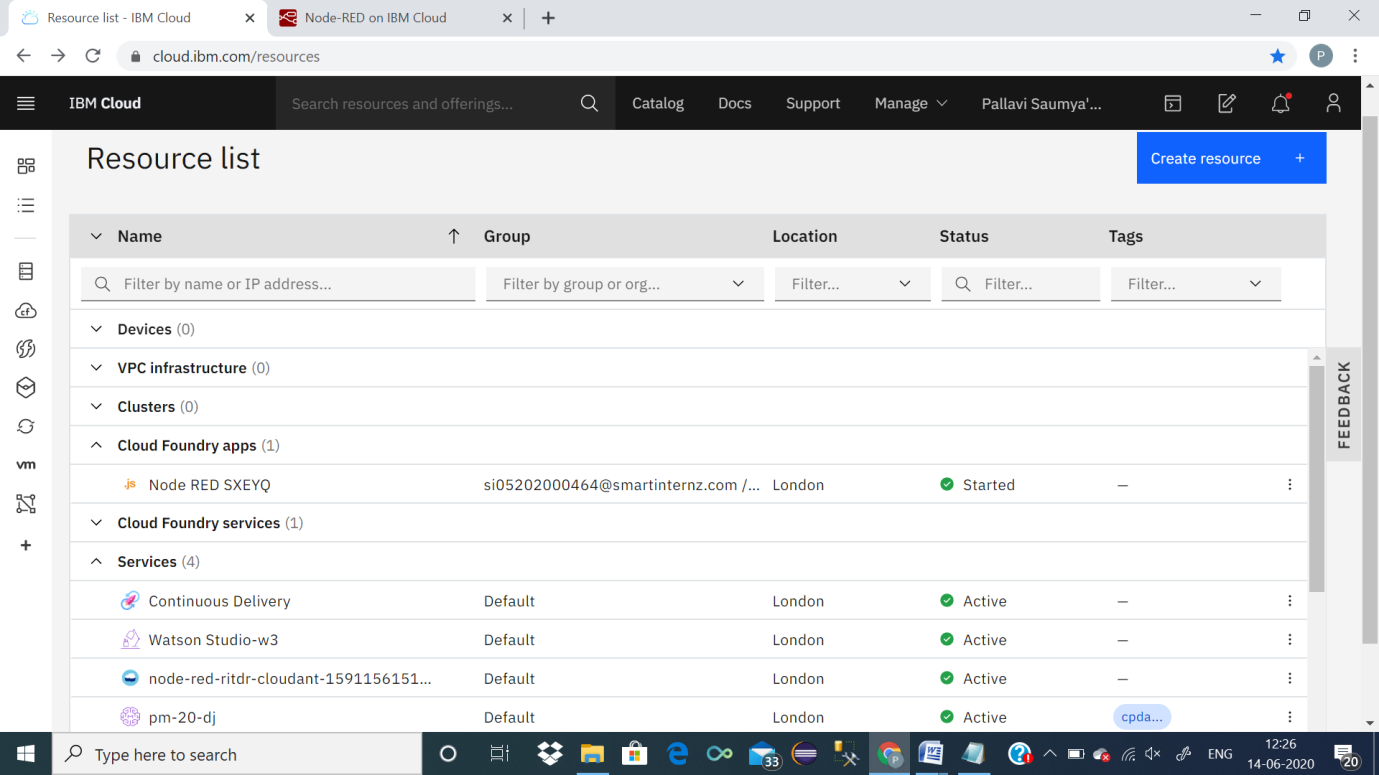 Resource list - IBM Cloud
Node-RED on IBM Cloud
cloud.ibm.com/resources
P
IBM Cloud
Search resources and offerings...
Catalog
Docs
Support
Manage
Pallavi Saumya'...
Resource list
Create resource +
Name
Group
Location
Status
Tags
Filter by name or IP address...
Filter by group or org...
Filter...
Filter...
Filter...
Devices (0)
VPC infrastructure (0)
Clusters (0)
Cloud Foundry apps (1)
JS Node RED SXEYQ si05202000464@smartinternz.com /... London Started —
Cloud Foundry services (1)
Services (4)
Continuous Delivery Default London Active —
Watson Studio-w3 Default London Active —
node-red-ritdr-cloudant-1591156151... Default London Active —
pm-20-dj Default London Active cpda...
cf
vm
FEEDBACK
Type here to search
33
ENG
12:26
14-06-2020
20